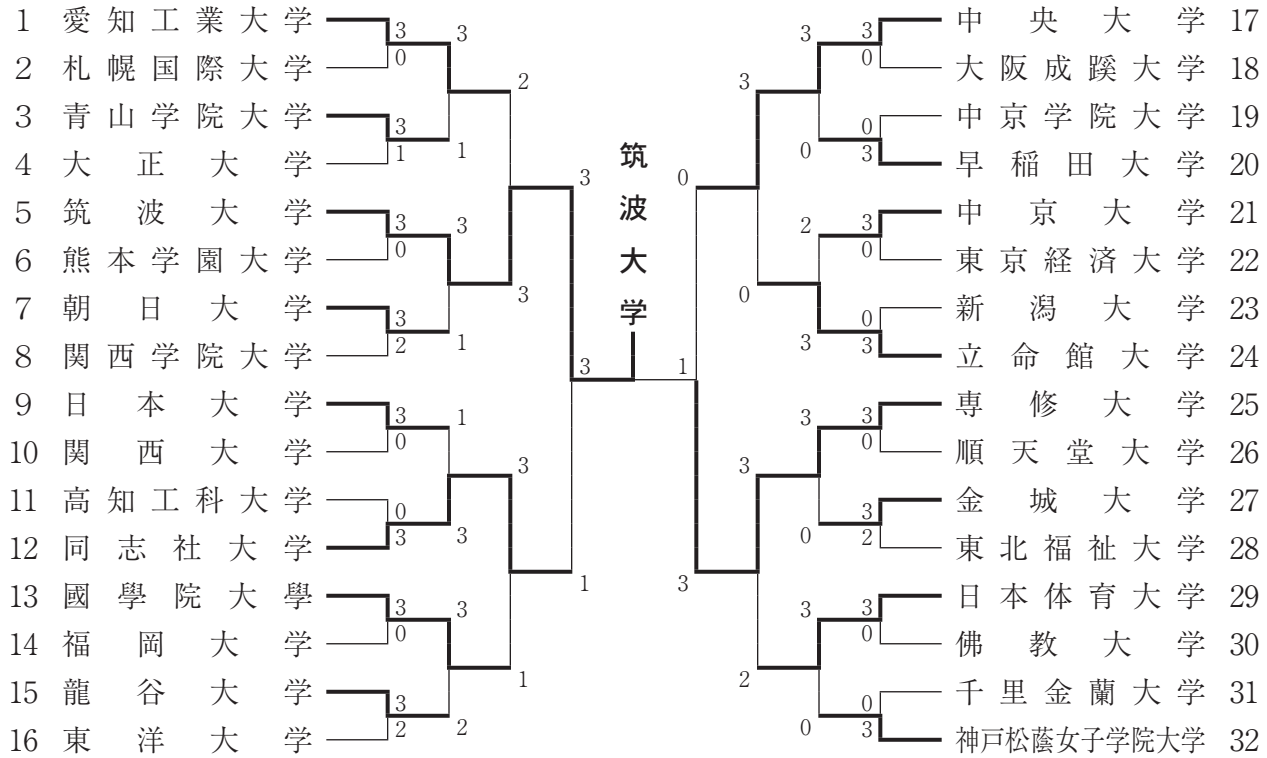 1 愛知工業大学
2 札幌国際大学
3 青山学院大学
4 大正大学
5 筑波大学
6 熊本学園大学
7 朝日大学
8 関西学院大学
9 日本大学
10 関西大学
11 高知工科大学
12 同志社大学
13 國學院大學
14 福岡大学
15 龍谷大学
16 東洋大学
3
0
3
1
3
0
3
2
3
0
0
3
3
0
3
2
3
1
3
1
1
3
3
2
2
3
3
1
3
1
3
筑波大学
1
0
3
3
0
3
2
3
0
2
3
3
0
3
0
3
0
0
3
3
0
0
3
3
0
3
2
3
0
0
3
中央大学 17
大阪成蹊大学 18
中京学院大学 19
早稲田大学 20
中京大学 21
東京経済大学 22
新潟大学 23
立命館大学 24
専修大学 25
順天堂大学 26
金城大学 27
東北福祉大学 28
日本体育大学 29
佛教大学 30
千里金蘭大学 31
神戸松蔭女子学院大学 32